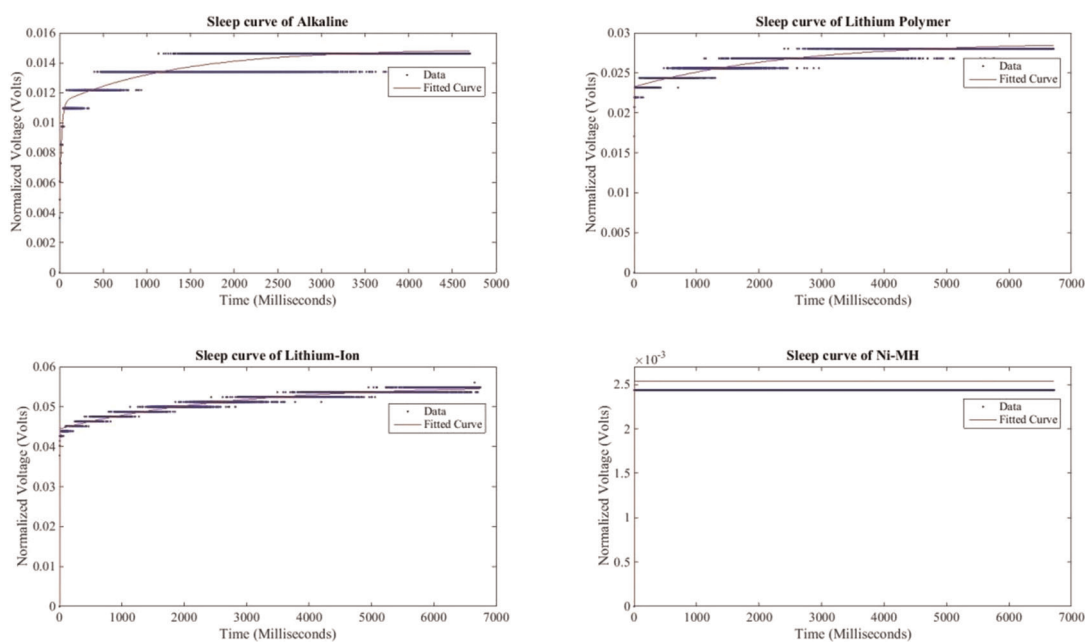 Sleep curve of Alkaline
0.016
0.014
0.012
0.01
0.008
0.006
0.004
0.002
0
Normalized Voltage (Volts)
Data
Fitted Curve
0 500 1000 1500 2000 2500 3000 3500 4000 4500 5000
Time (Milliseconds)
Sleep curve of Lithium Polymer
0.03
0.025
0.02
0.015
0.01
0.005
0
Normalized Voltage (Volts)
Data
Fitted Curve
0 1000 2000 3000 4000 5000 6000 7000
Time (Milliseconds)
Sleep curve of Lithium-Ion
0.06
0.05
0.04
0.03
0.02
0.01
0
Normalized Voltage (Volts)
Data
Fitted Curve
0 1000 2000 3000 4000 5000 6000 7000
Time (Milliseconds)
Sleep curve of Ni-MH
×10⁻³
2.5
2
1.5
1
0.5
0
Normalized Voltage (Volts)
Data
Fitted Curve
0 1000 2000 3000 4000 5000 6000 7000
Time (Milliseconds)